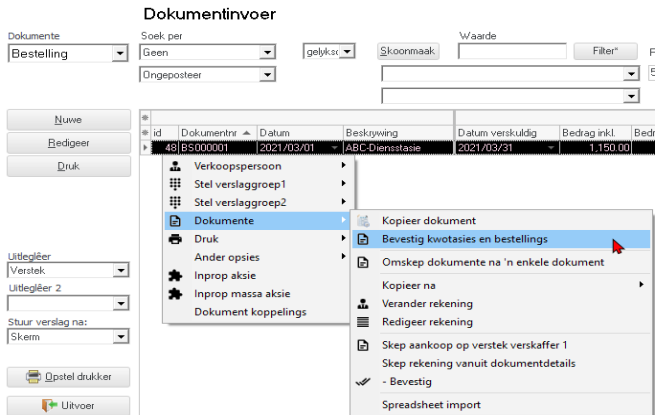 Dokumentinvoer
Dokumente
Soek per
Waarde
Bestelling
Geen
gelykso
Skoonmaak
Filter*
F
Ongeposteer
5
Nuwe
Redigeer
Druk
id Dokumentnr Datum Beskrywing Datum verskuldig Bedrag inkl. Bedr
48 BS000001 2021/03/01 ABC-Diensstasie 2021/03/31 1,150.00
Verkoopspersoon
Stel verslaggroep1
Stel verslaggroep2
Dokumente
Druk
Ander opsies
Inprop aksie
Inprop massa aksie
Dokument koppelings
Kopieer dokument
Bevestig kwotasies en bestellings
Omskep dokumente na 'n enkele dokument
Kopieer na
Verander rekening
Redigeer rekening
Skep aankoop op verstek verskaffer 1
Skep rekening vanuit dokumentdetails
- Bevestig
Spreadsheet import
Uitleglêer
Verstek
Uitleglêer 2
Stuur verslag na:
Skerm
Opstel drukker
Uitvoer